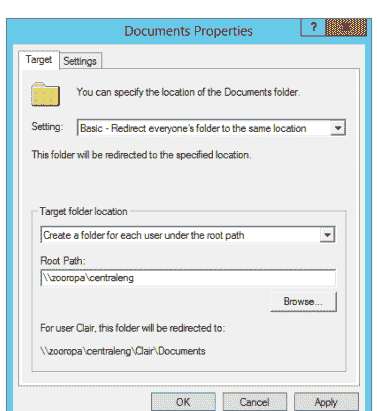 Documents Properties
?
Target
Settings
You can specify the location of the Documents folder.
Setting:
Basic - Redirect everyone's folder to the same location
This folder will be redirected to the specified location.
Target folder location
Create a folder for each user under the root path
Root Path:
\\zooropa\centraleng
Browse...
For user Clair, this folder will be redirected to:
\\zooropa\centraleng\Clair\Documents
OK
Cancel
Apply